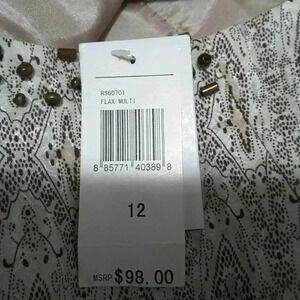 RS60701
FLAX MULTI
8 85771 40389 8
12
MSRP $98.00